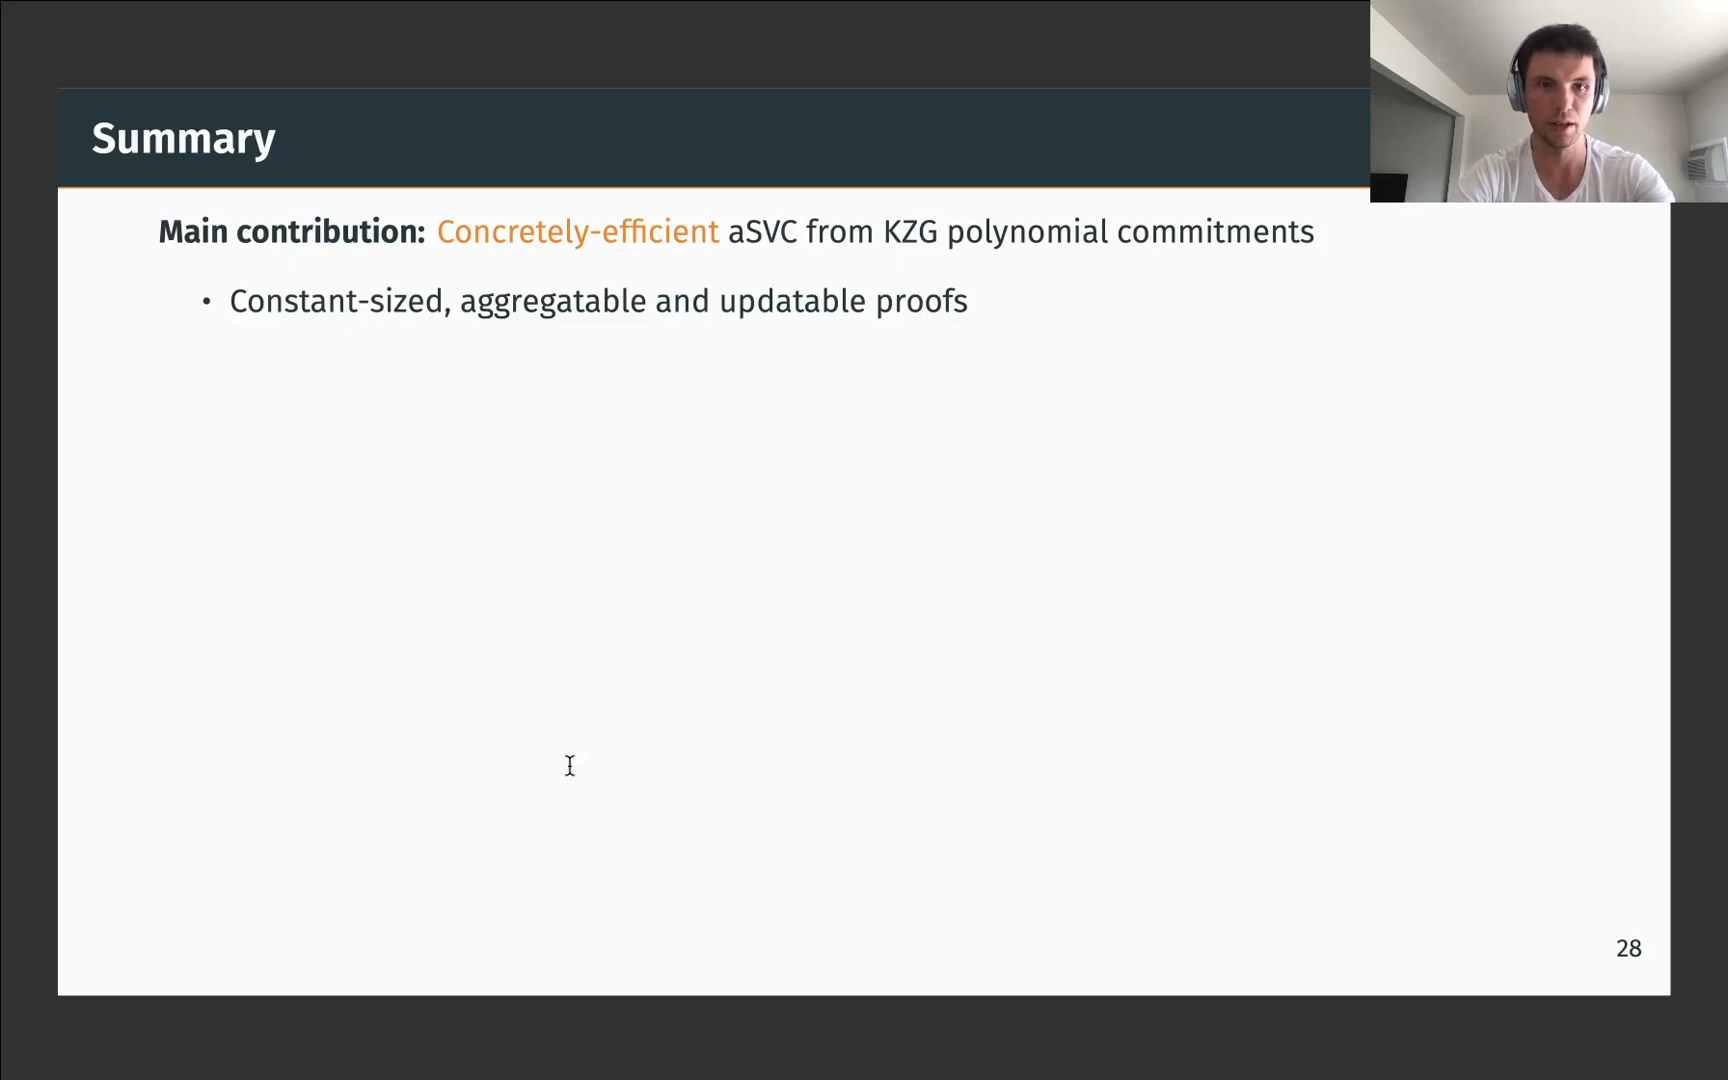 Summary
Main contribution: Concretely-efficient aSVC from KZG polynomial commitments
• Constant-sized, aggregatable and updatable proofs
28